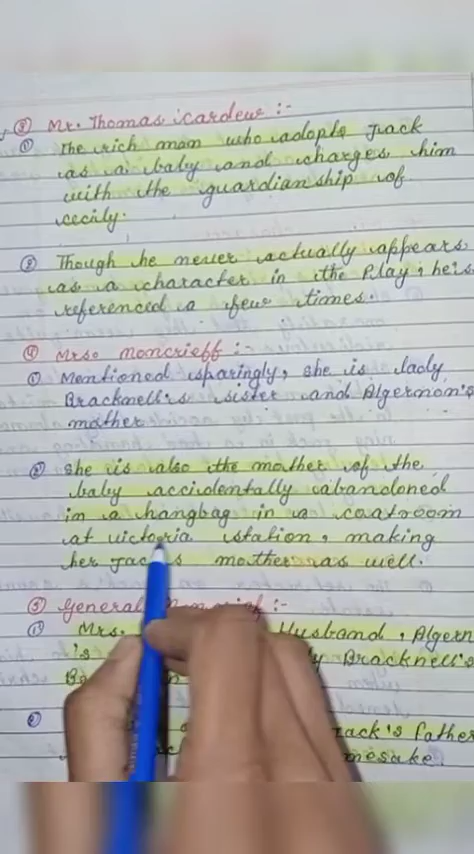 ③ Mr. Thomas cardew :-
① The rich man who adopts Jack
as a baby and charges him
with the guardianship of
cecily.
② Though he never actually appears
as a character in the Play, he is
referenced a few times.
④ Mrs. moncrieff :-
① Mentioned sparingly, she is lady
Bracknell's sister and Algernon's
mother
② she is also the mother of the
baby accidentally abandoned
in a hangbag in a coatroom
at victoria station, making
her Jack's mother as well.
⑤ General :-
① Mrs. Husband, Algern
's Bracknell's
②
Jack's father
mesake.